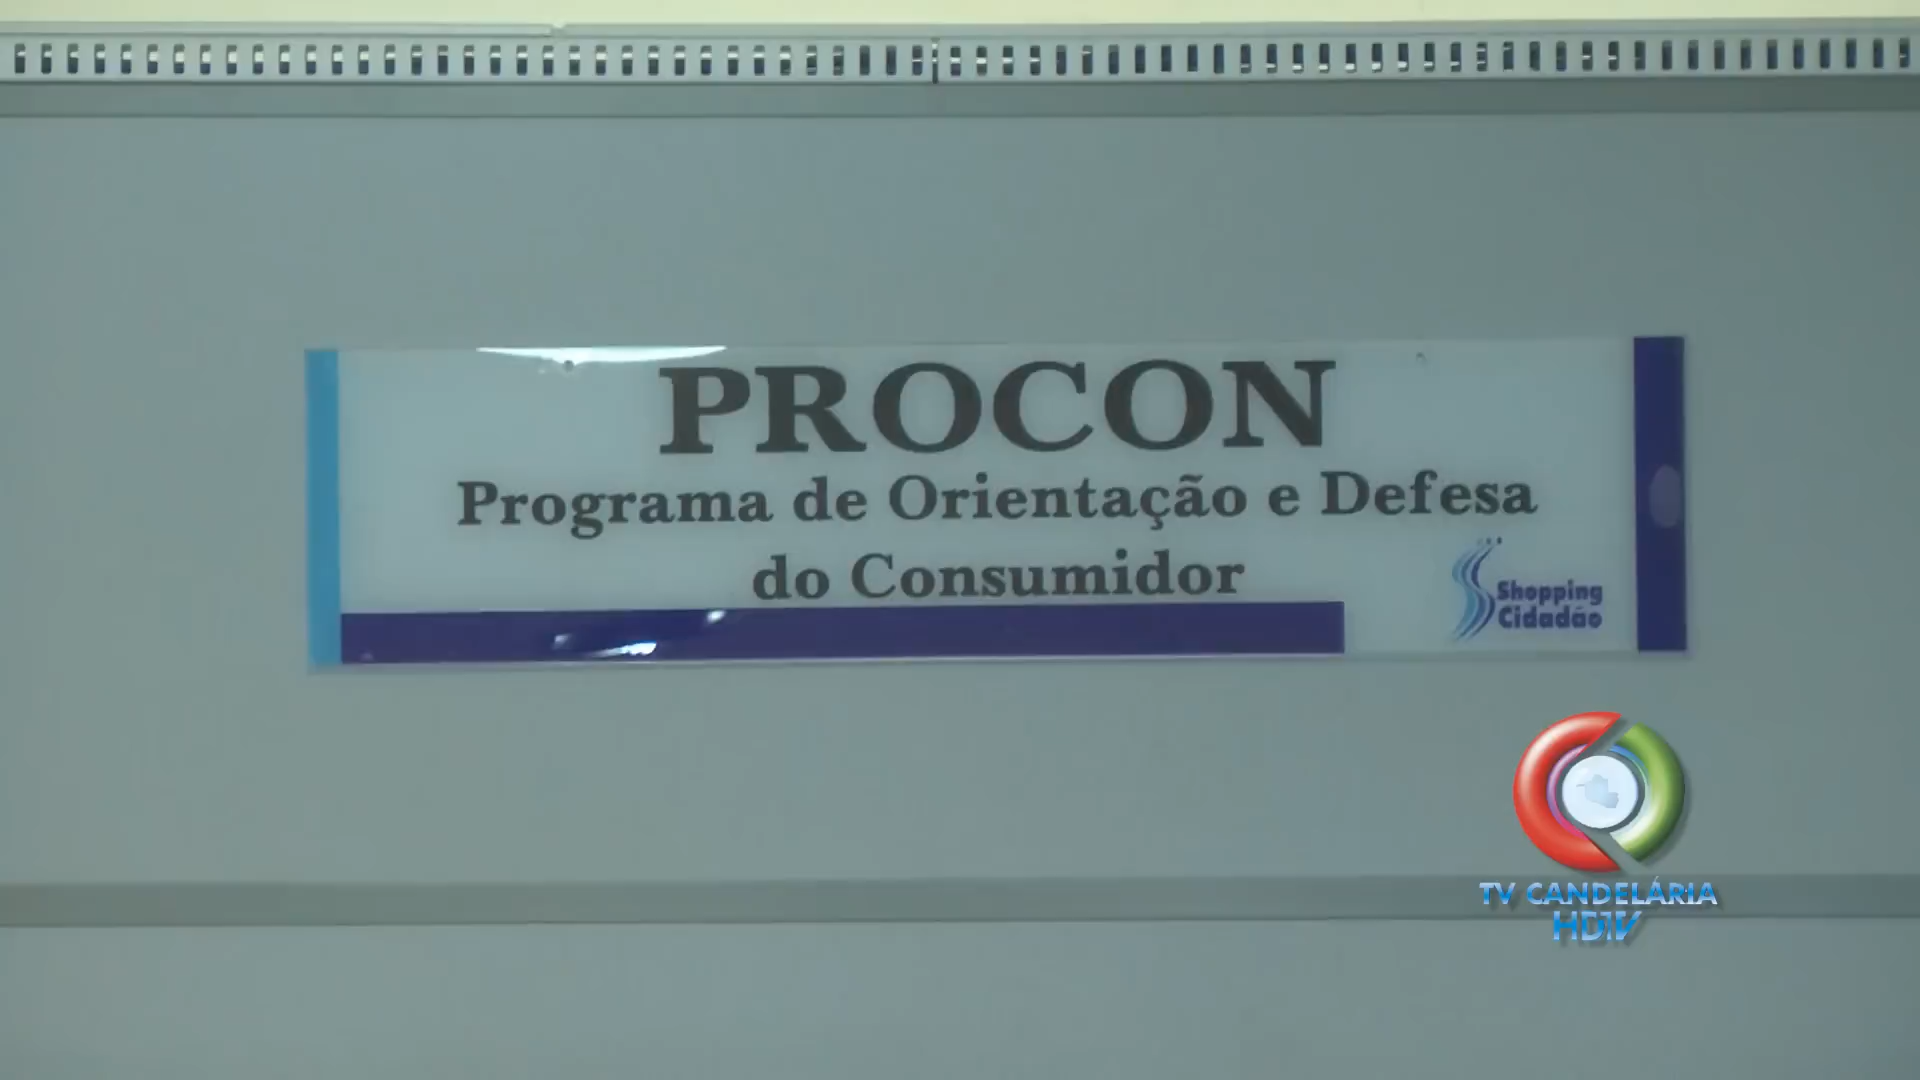 PROCON
Programa de Orientação e Defesa
do Consumidor
Shopping
Cidadão
TV CANDELÁRIA
HDTV